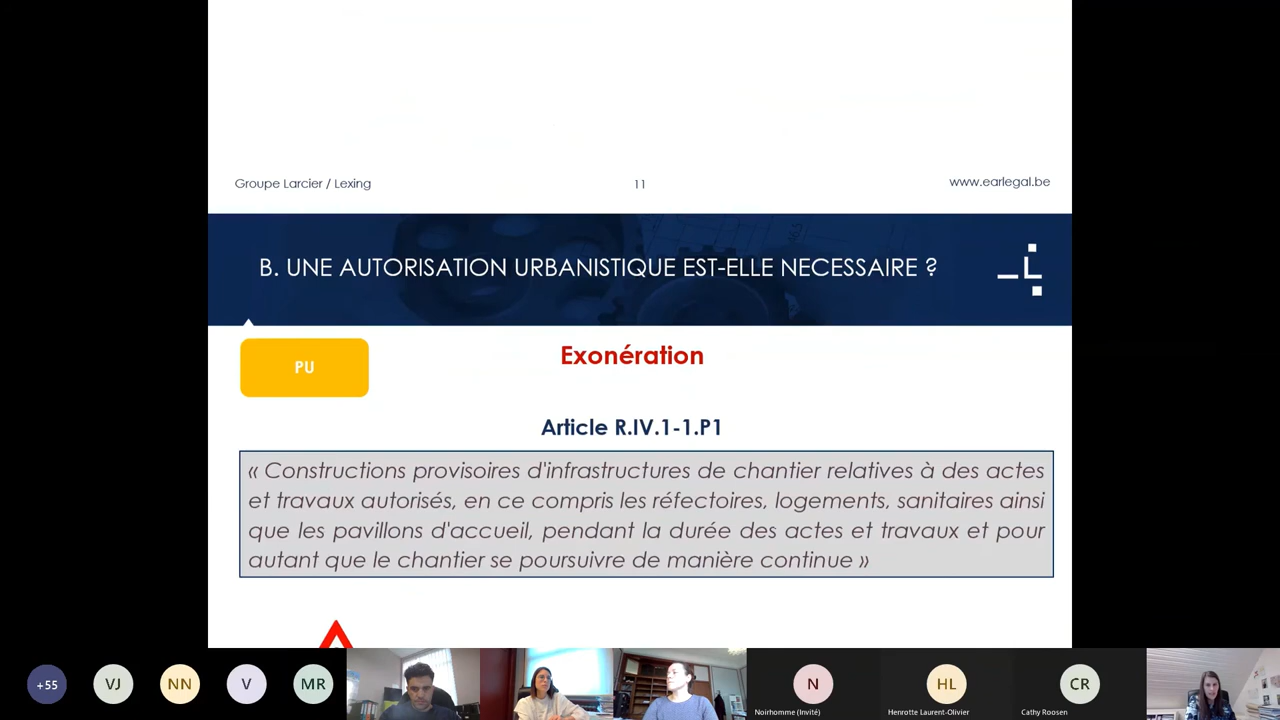 Groupe Larcier / Lexing
11
www.earlegal.be
B. UNE AUTORISATION URBANISTIQUE EST-ELLE NECESSAIRE ?
PU
Exonération
Article R.IV.1-1.P1
« Constructions provisoires d'infrastructures de chantier relatives à des actes
et travaux autorisés, en ce compris les réfectoires, logements, sanitaires ainsi
que les pavillons d'accueil, pendant la durée des actes et travaux et pour
autant que le chantier se poursuivre de manière continue »
+55
VJ
NN
V
MR
N
HL
CR
Noirhomme (Invité)
Henrotte Laurent-Olivier
Cathy Roosen